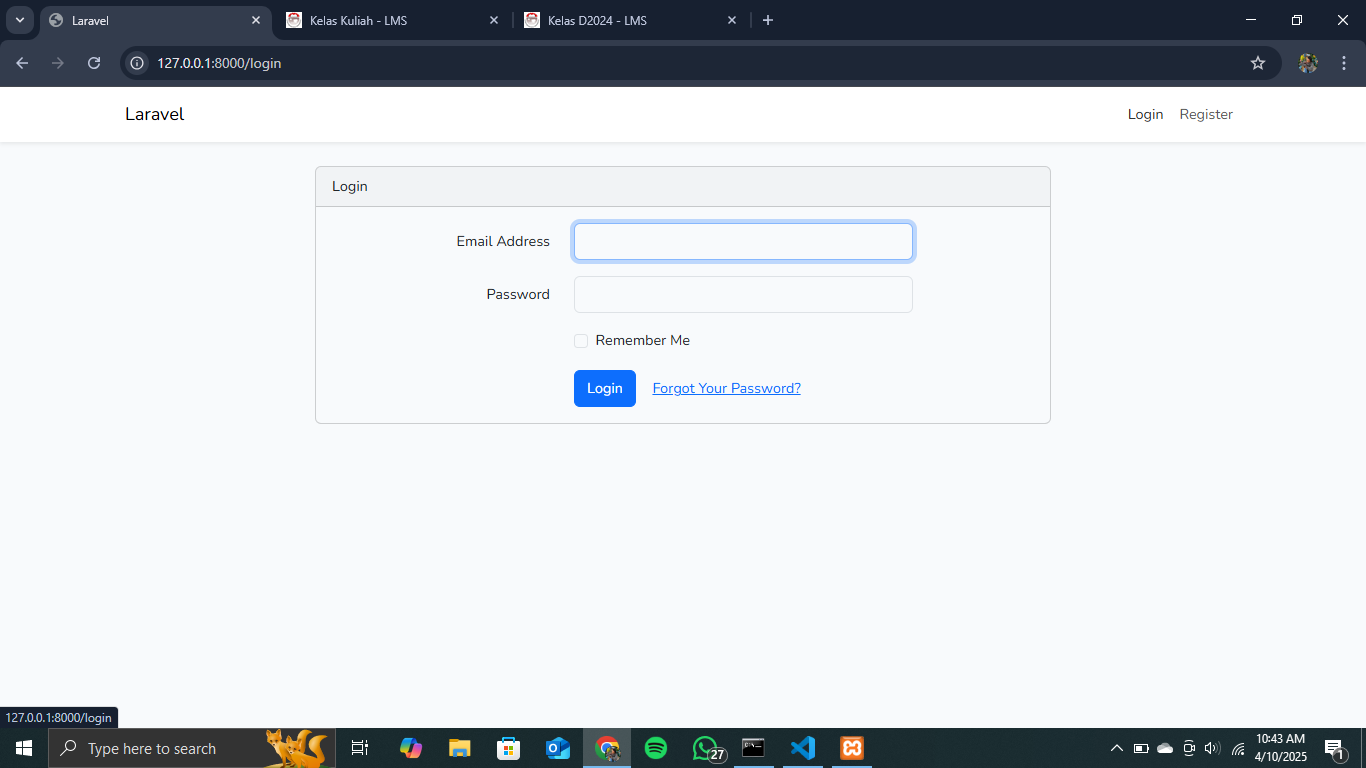 Laravel
Kelas Kuliah - LMS
Kelas D2024 - LMS
127.0.0.1:8000/login
Laravel
Login
Register
Login
Email Address
Password
Remember Me
Login
Forgot Your Password?
127.0.0.1:8000/login
Type here to search
27
10:43 AM
4/10/2025
1